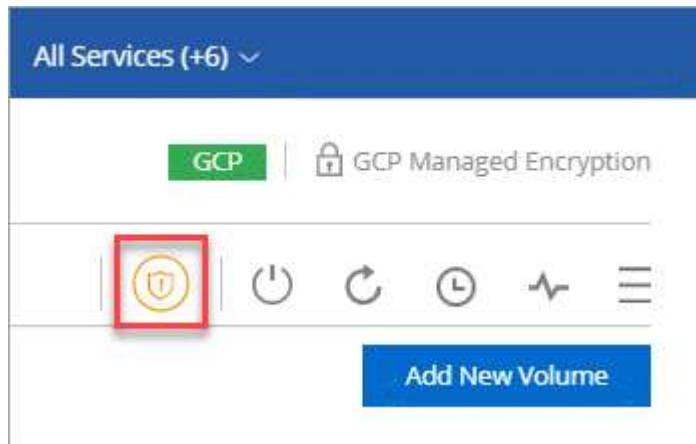 All Services (+6)
GCP
GCP Managed Encryption
Add New Volume